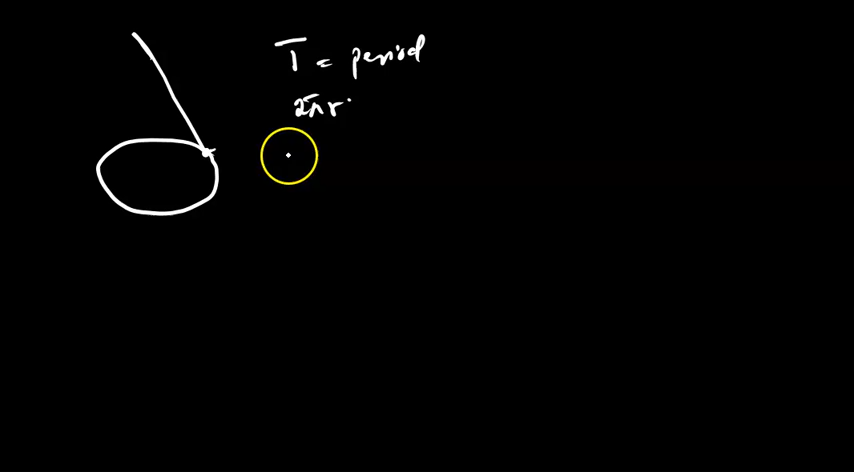 T = period
2πr